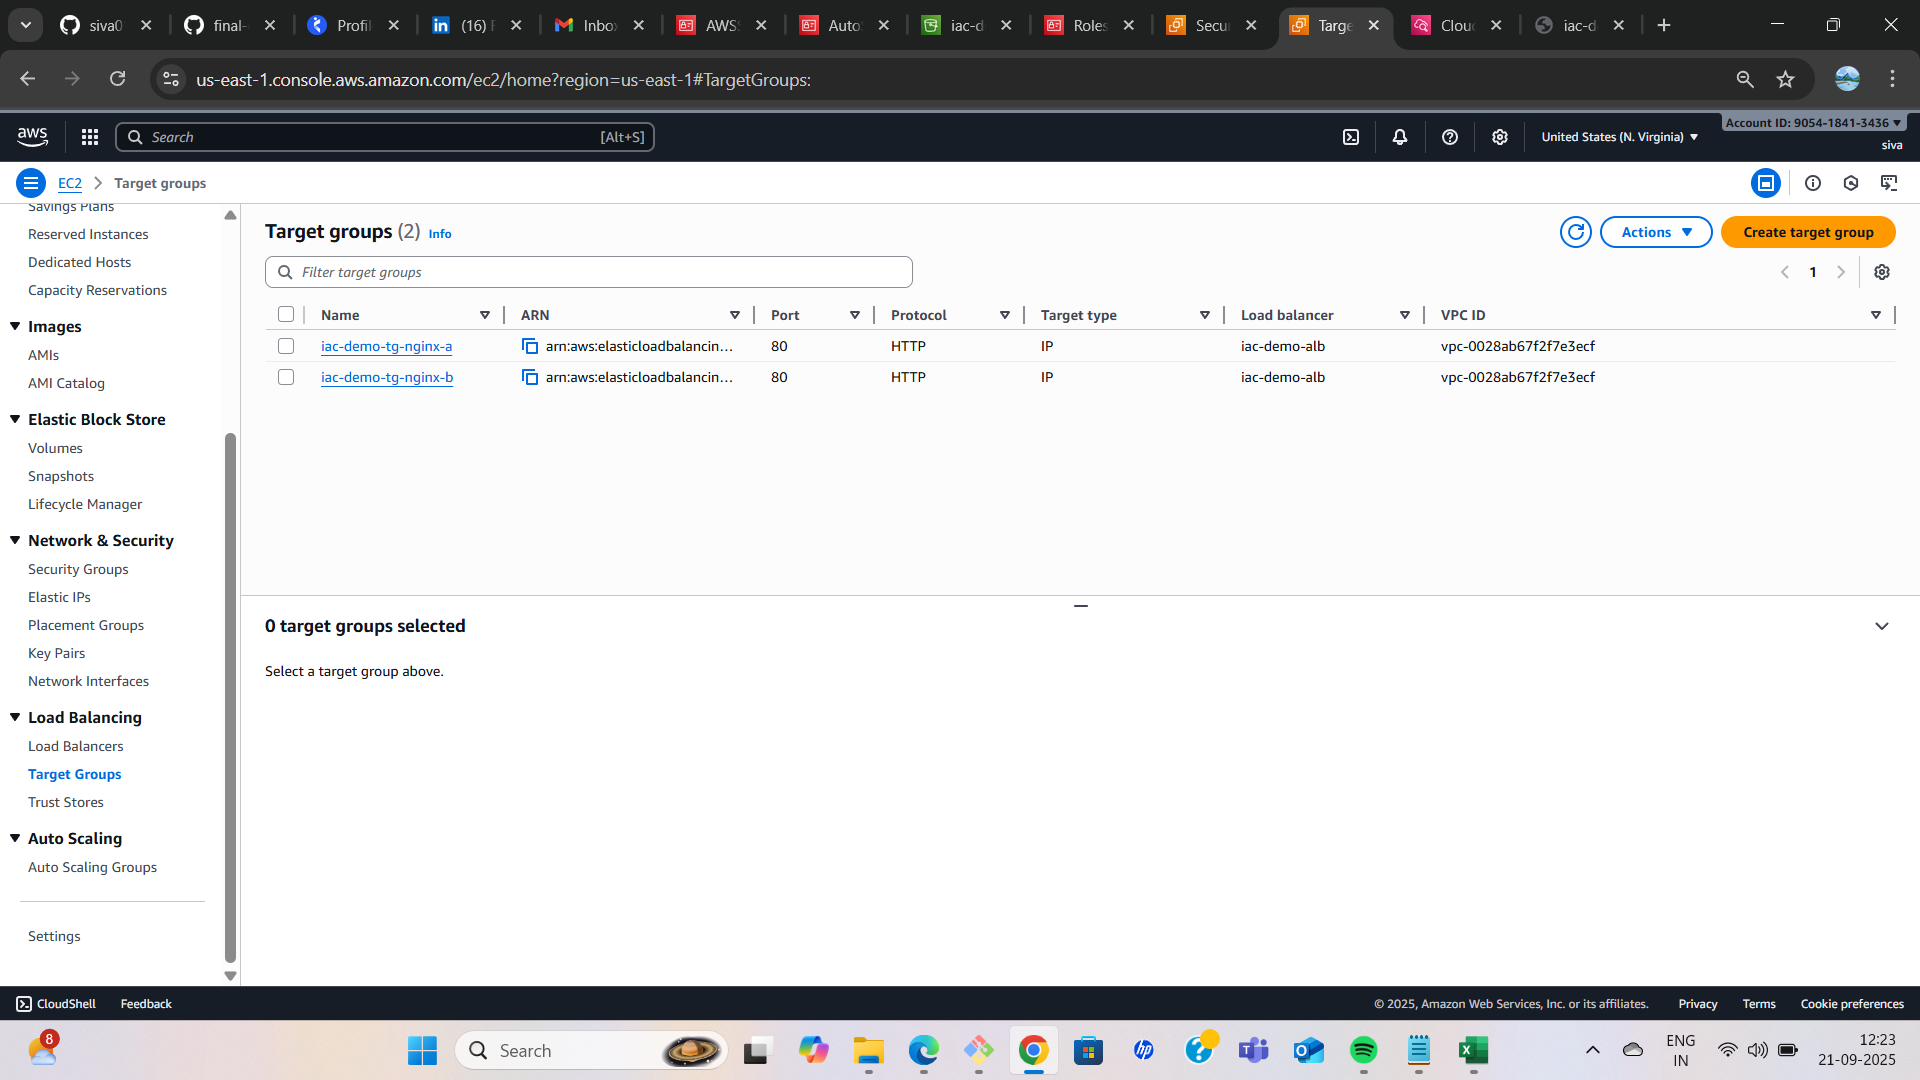 siva0
final-
Profil
(16) F
Inbo
AWS
Auto
iac-d
Roles
Secu
Targe
Clou
iac-d
us-east-1.console.aws.amazon.com/ec2/home?region=us-east-1#TargetGroups:
aws
Search
[Alt+S]
United States (N. Virginia)
Account ID: 9054-1841-3436
siva
EC2
Target groups
Savings Plans
Reserved Instances
Dedicated Hosts
Capacity Reservations
Images
AMIs
AMI Catalog
Elastic Block Store
Volumes
Snapshots
Lifecycle Manager
Network & Security
Security Groups
Elastic IPs
Placement Groups
Key Pairs
Network Interfaces
Load Balancing
Load Balancers
Target Groups
Trust Stores
Auto Scaling
Auto Scaling Groups
Settings
Target groups (2) Info
Actions
Create target group
Filter target groups
1
Name ARN Port Protocol Target type Load balancer VPC ID
iac-demo-tg-nginx-a arn:aws:elasticloadbalancin... 80 HTTP IP iac-demo-alb vpc-0028ab67f2f7e3ecf
iac-demo-tg-nginx-b arn:aws:elasticloadbalancin... 80 HTTP IP iac-demo-alb vpc-0028ab67f2f7e3ecf
0 target groups selected
Select a target group above.
CloudShell Feedback
© 2025, Amazon Web Services, Inc. or its affiliates. Privacy Terms Cookie preferences
8
Search
hp
ENG
IN
12:23
21-09-2025